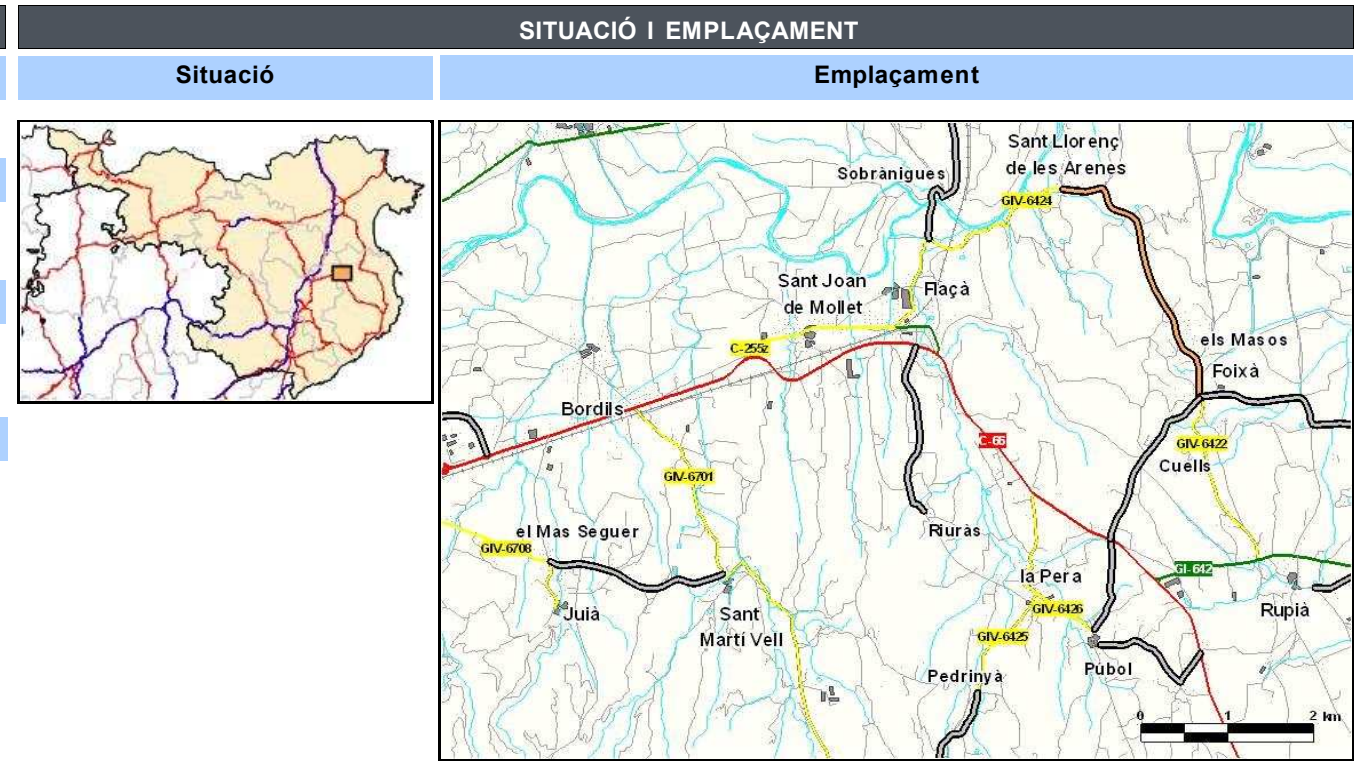 SITUACIÓ I EMPLAÇAMENT
Situació
Emplaçament
Sant Llorenç
de les Arenes
Sobrànigues
GIV-6424
Sant Joan
de Mollet
Flaçà
C-255z
els Masos
Foixà
Bordils
C-66
GIV-6422
Cuells
GIV-6701
el Mas Seguer
GIV-6708
Riuràs
la Pera
GI-642
Juià
Sant
Martí Vell
GIV-6426
Rupià
GIV-6425
Pedrinyà
Púbol
0 1 2 km